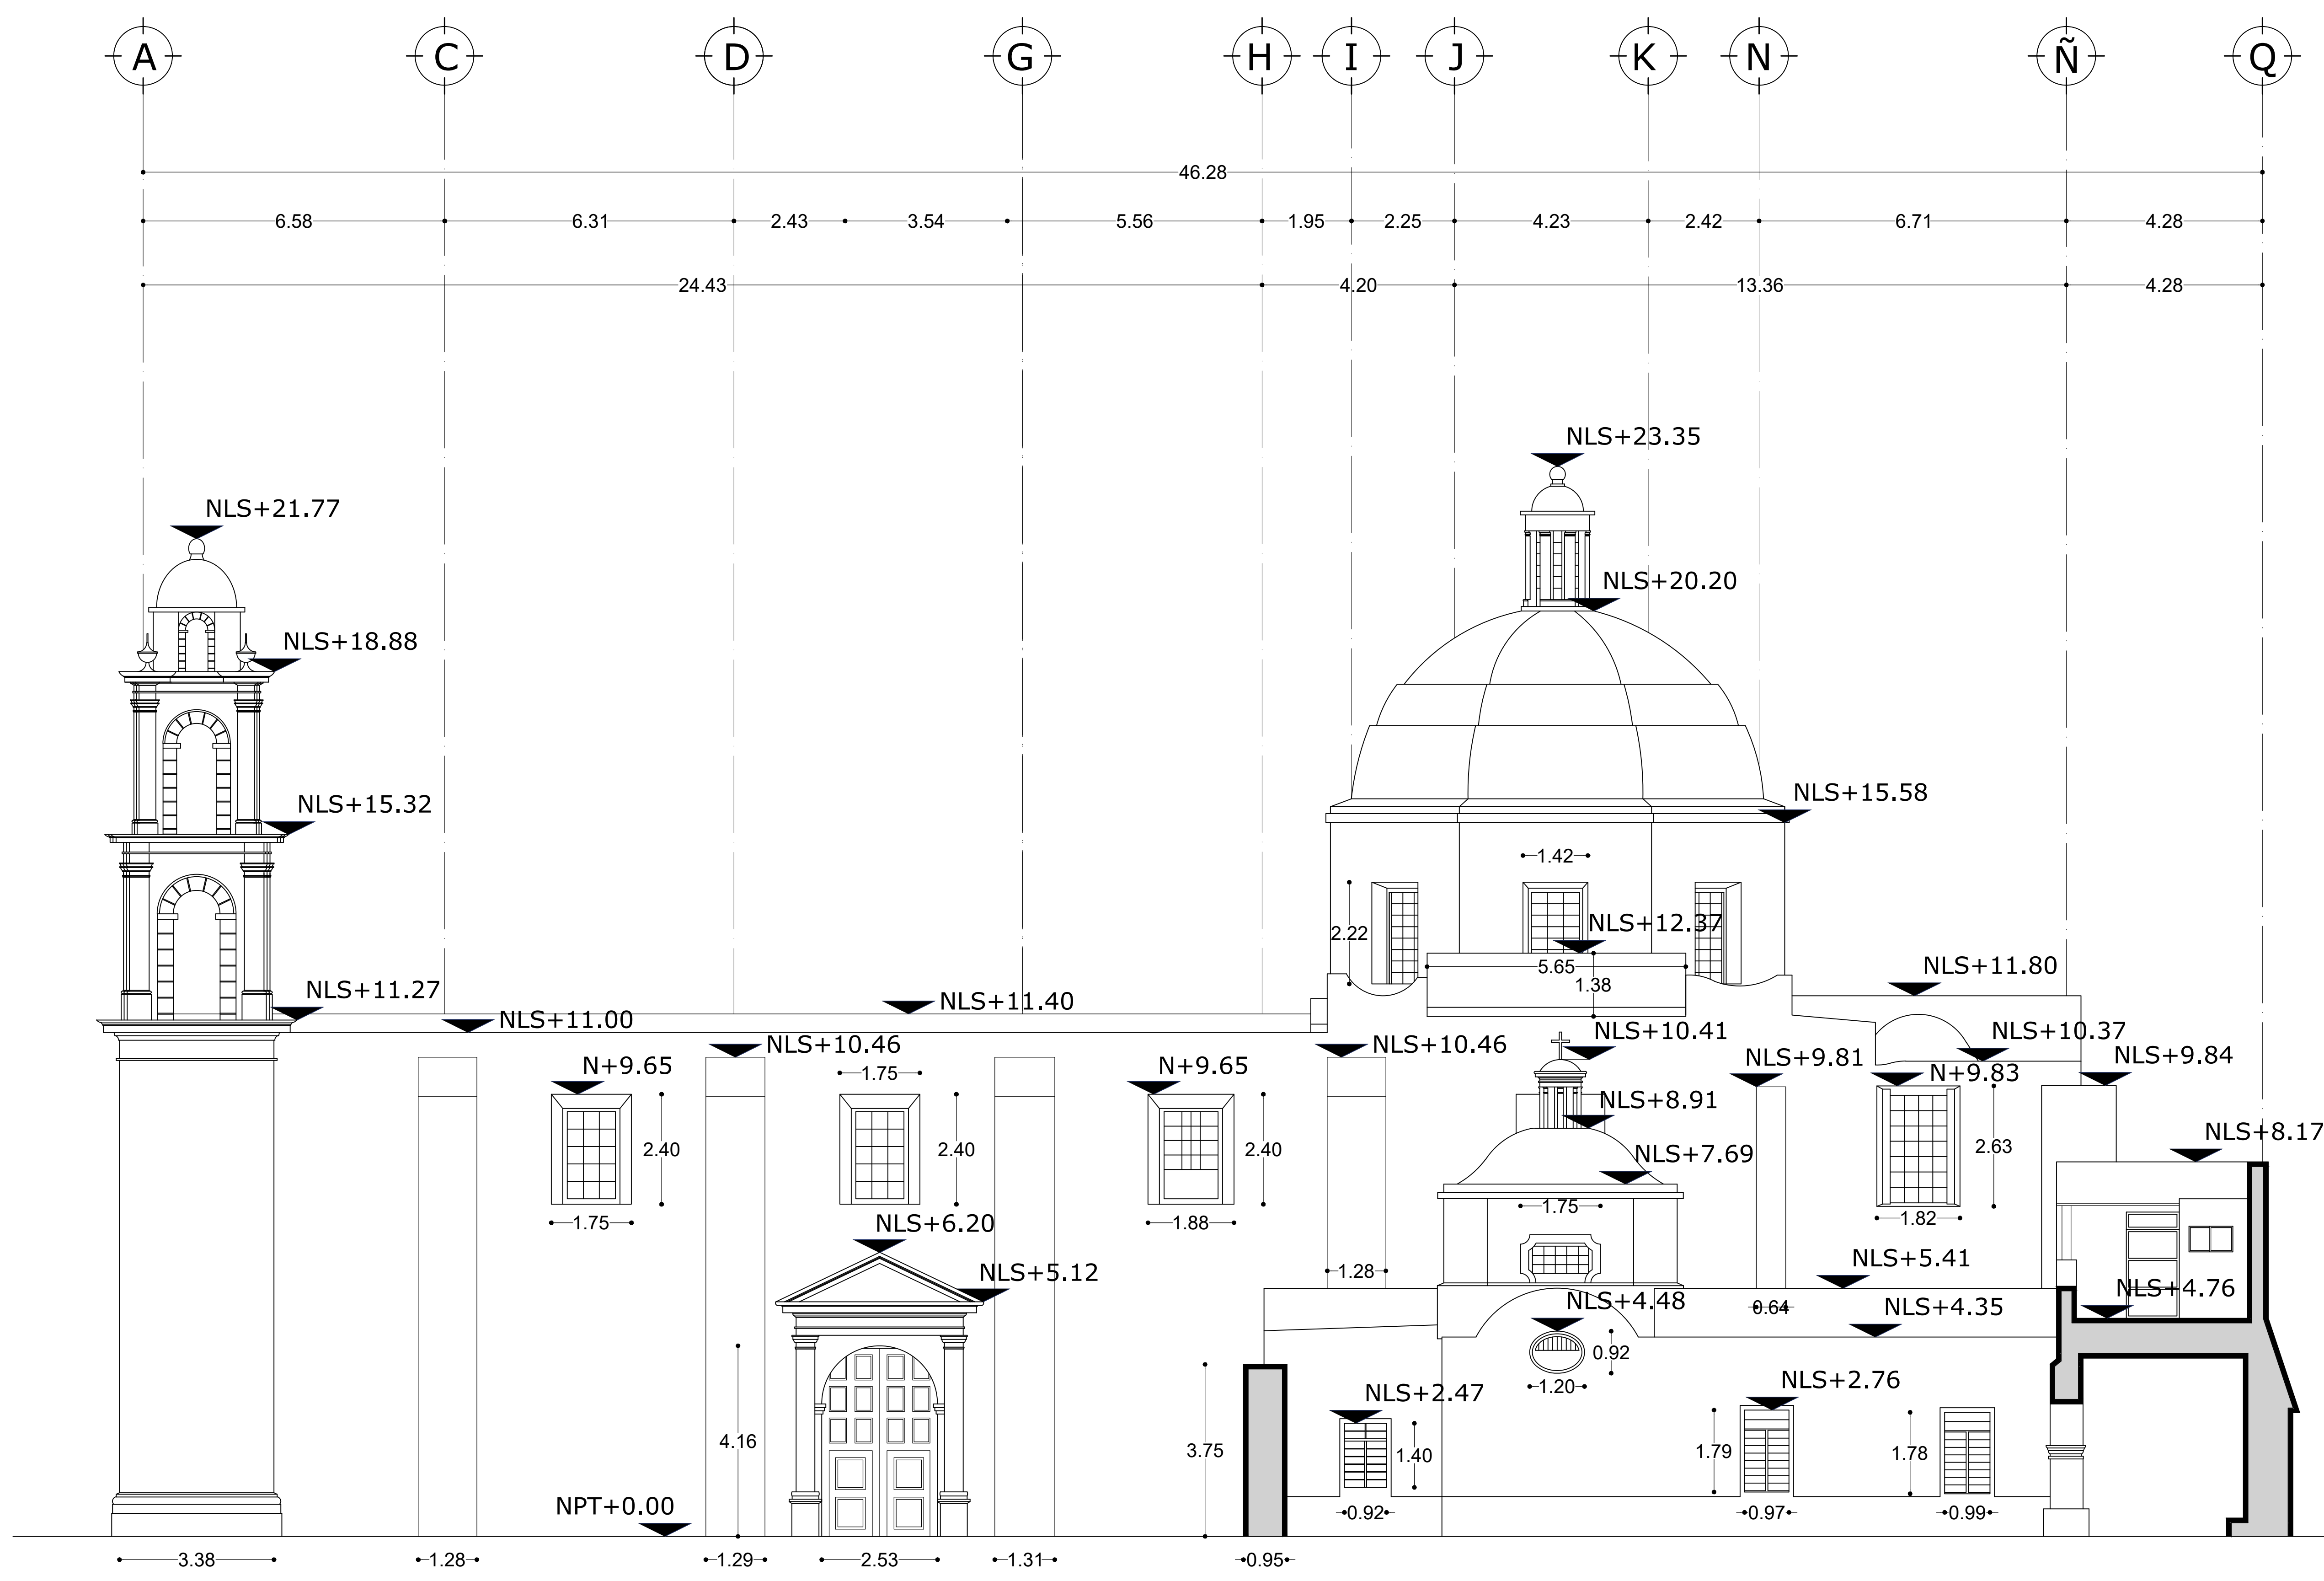 A C D G H I J K N Ñ Q
46.28
6.58 6.31 2.43 3.54 5.56 1.95 2.25 4.23 2.42 6.71 4.28
24.43 4.20 13.36 4.28
NLS+23.35
NLS+21.77
NLS+20.20
NLS+18.88
NLS+15.58
NLS+15.32
1.42
NLS+12.37
2.22
5.65
NLS+11.80
1.38
NLS+11.27
NLS+11.40
NLS+11.00
NLS+10.41
NLS+10.37
NLS+10.46
NLS+10.46
NLS+9.81
NLS+9.84
N+9.65
1.75
N+9.65
N+9.83
NLS+8.91
NLS+8.17
2.40 2.40 2.40
2.63
NLS+7.69
1.75
1.75
NLS+6.20
1.88
1.82
NLS+5.41
NLS+5.12
1.28
NLS+4.76
NLS+4.48
0.64
NLS+4.35
0.92
1.20
NLS+2.47
NLS+2.76
4.16
3.75
1.40
1.79
1.78
NPT+0.00
0.92
0.97
0.99
3.38 1.28 1.29 2.53 1.31 0.95